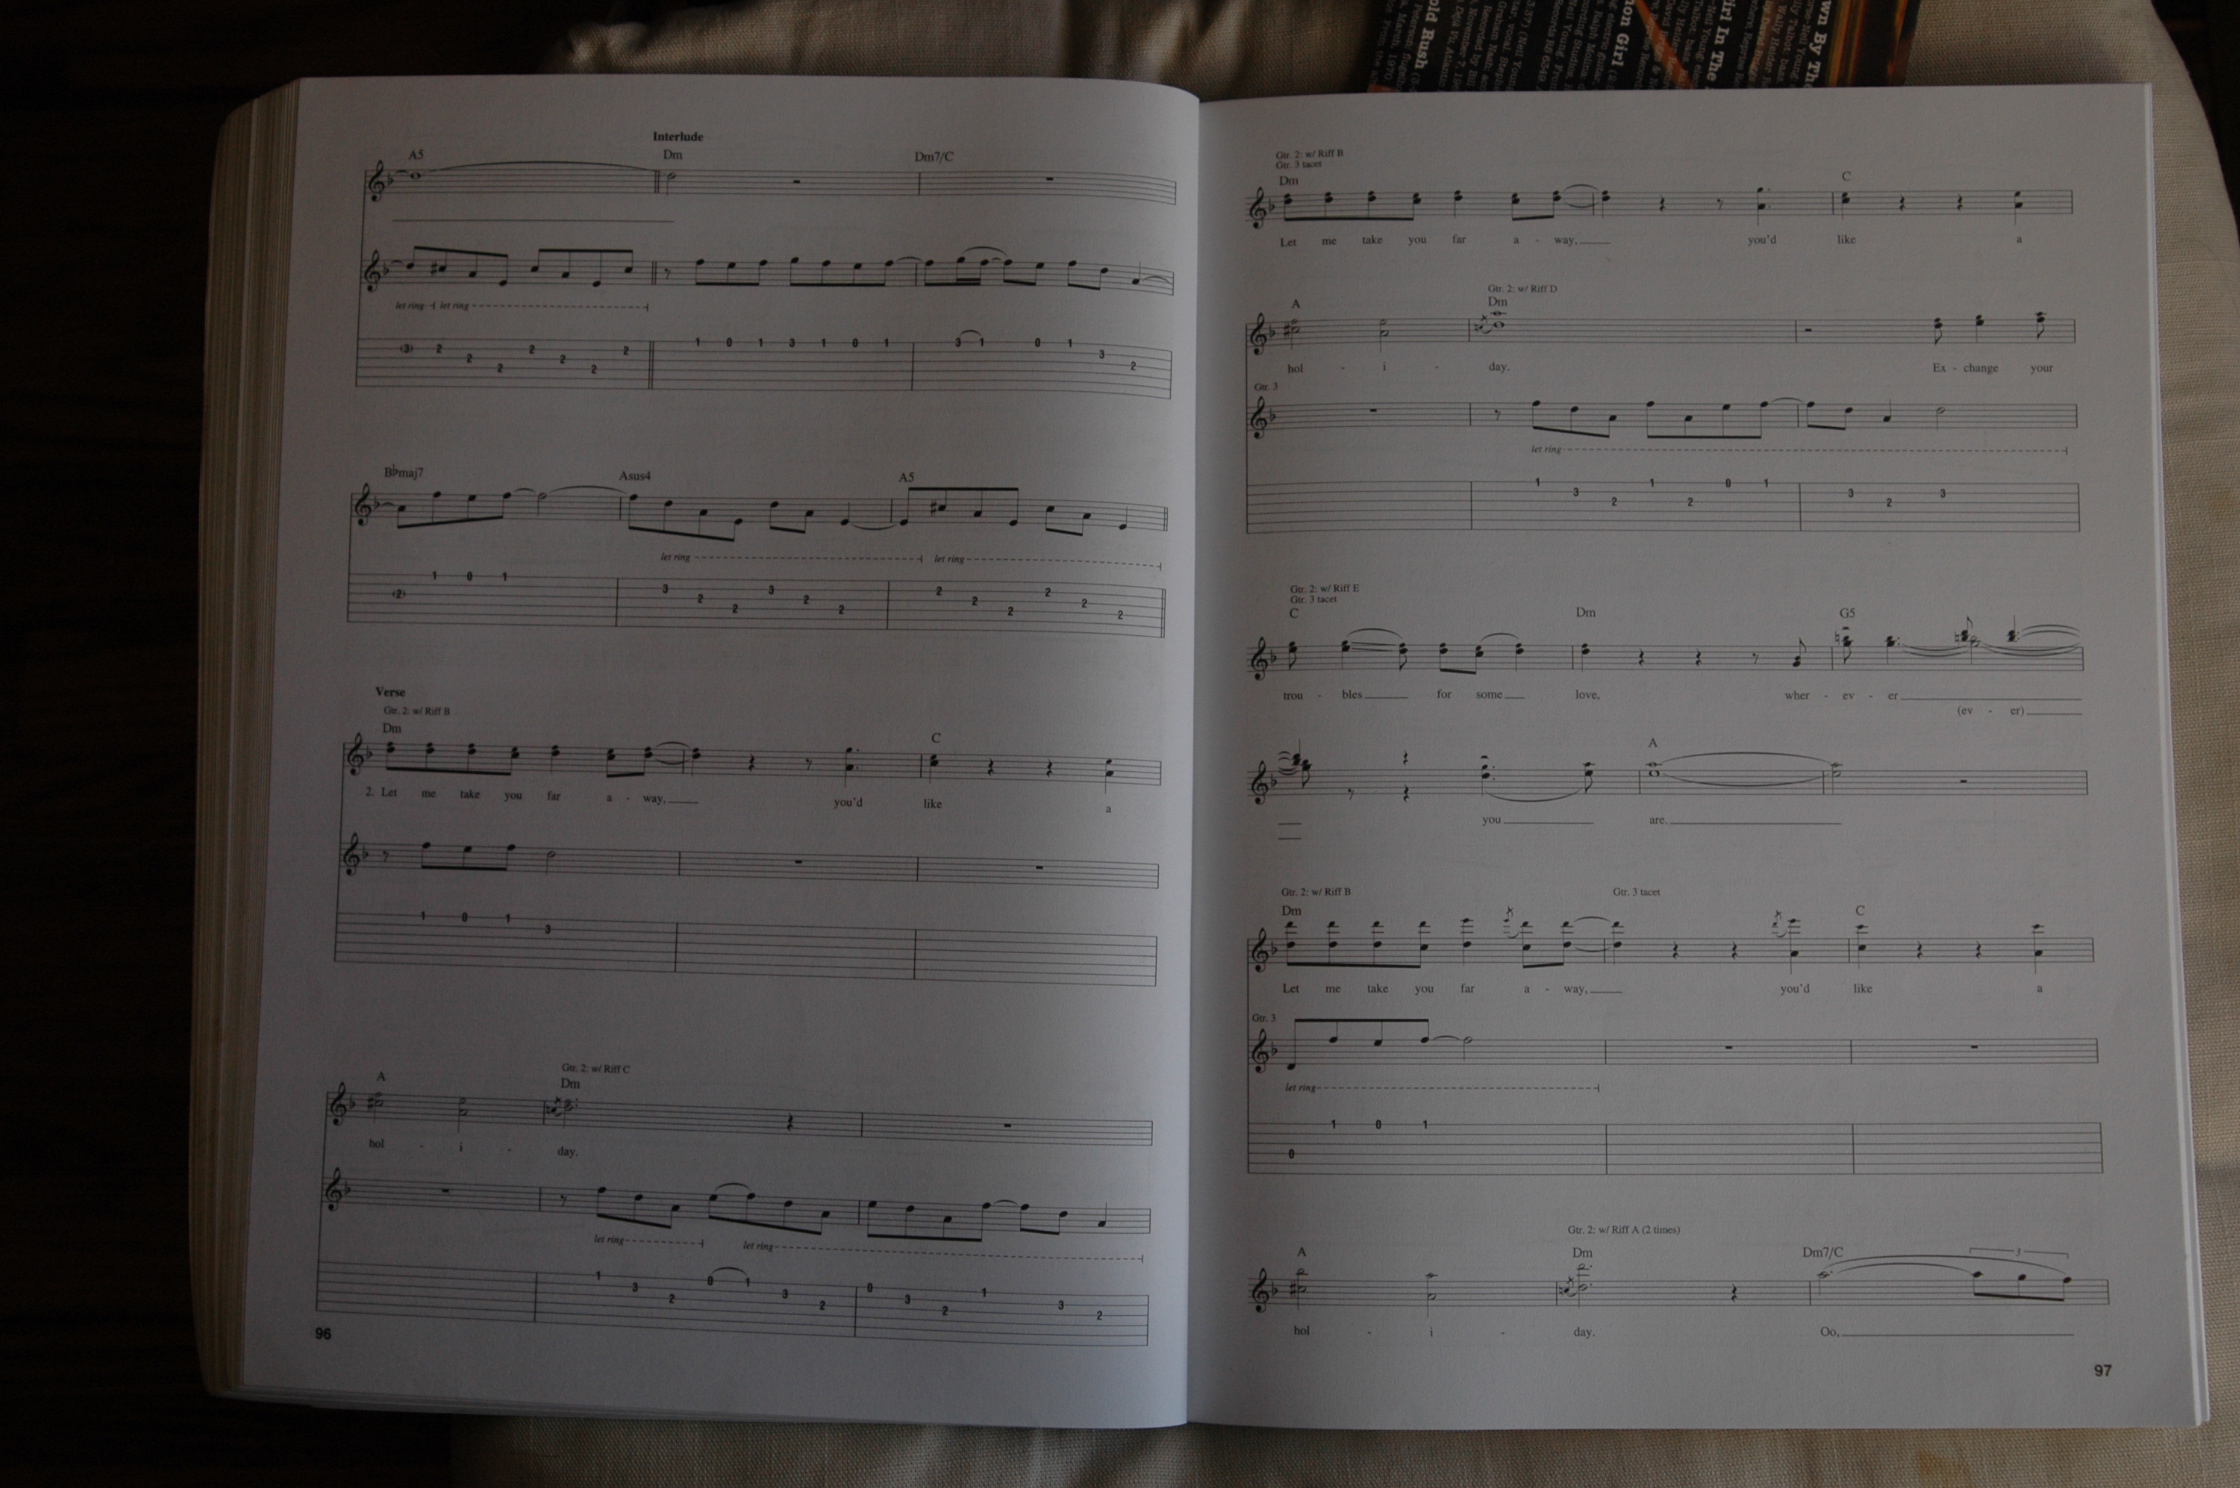 Interlude
A5 Dm Dm7/C
let ring let ring
(3) 2 2 2 2 2 2 2 1 0 1 3 1 0 1 3 1 0 1 3 2
B♭maj7 Asus4 A5
let ring let ring
(2) 1 0 1 3 2 2 3 2 2 2 2 2 2 2 2
Verse
Gtr. 2: w/ Riff B
Dm C
2. Let me take you far a - way, you'd like a
1 0 1 3
Gtr. 2: w/ Riff C
A Dm
hol - i - day.
let ring let ring
1 3 2 0 1 3 2 0 3 2 1 3 2
96
Gtr. 2: w/ Riff B
Gtr. 3 tacet
Dm C
Let me take you far a - way, you'd like a
Gtr. 2: w/ Riff D
A Dm
hol - i - day. Ex - change your
Gtr. 3
let ring
1 3 2 1 2 0 1 3 2 3
Gtr. 2: w/ Riff E
Gtr. 3 tacet
C Dm G5
trou - bles for some love, wher - ev - er
(ev - er)
A
you are.
Gtr. 2: w/ Riff B Gtr. 3 tacet
Dm C
Let me take you far a - way, you'd like a
Gtr. 3
let ring
0 1 0 1
Gtr. 2: w/ Riff A (2 times)
A Dm Dm7/C 3
hol - i - day. Oo,
97
old Rush
on Girl
irl In The
wn By Th